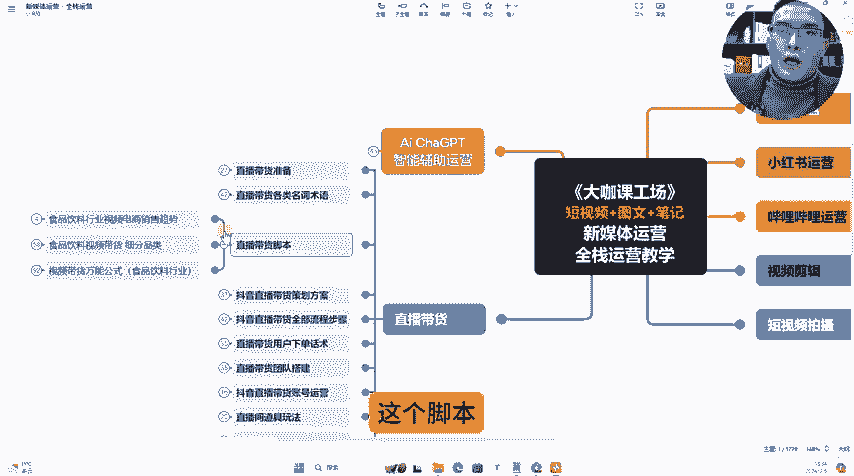 新媒体运营 · 全栈运营
Ai ChaGPT
智能辅助运营
直播带货准备
直播带货各类名词术语
食品饮料行业视频电商销售趋势
食品饮料视频带货 细分品类
直播带货脚本
视频带货万能公式（食品饮料行业）
抖音直播带货策划方案
抖音直播带货全部流程步骤
直播带货用户下单话术
直播带货团队搭建
抖音直播带货账号运营
直播间道具玩法
直播带货
《大咖课工场》
短视频+图文+笔记
新媒体运营
全栈运营教学
小红书运营
哔哩哔哩运营
视频剪辑
短视频拍摄
这个脚本
搜索